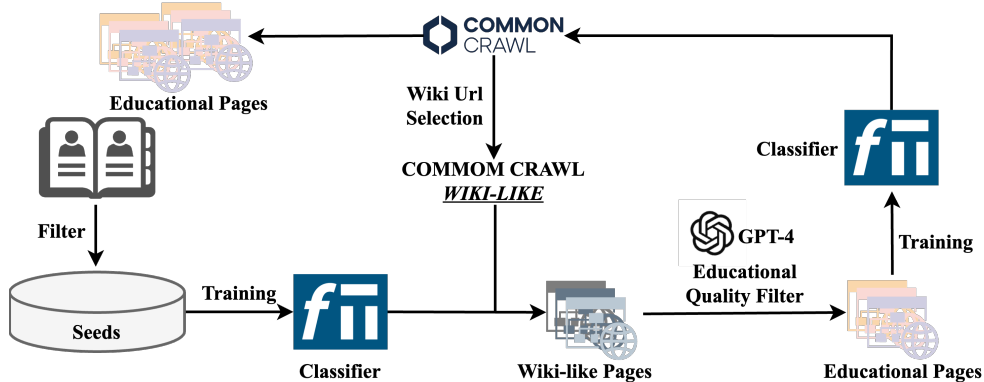 COMMON
CRAWL
Educational Pages
Wiki Url
Selection
Classifier
COMMOM CRAWL
WIKI-LIKE
Filter
GPT-4
Training
Educational
Quality Filter
Training
Seeds
Classifier
Wiki-like Pages
Educational Pages